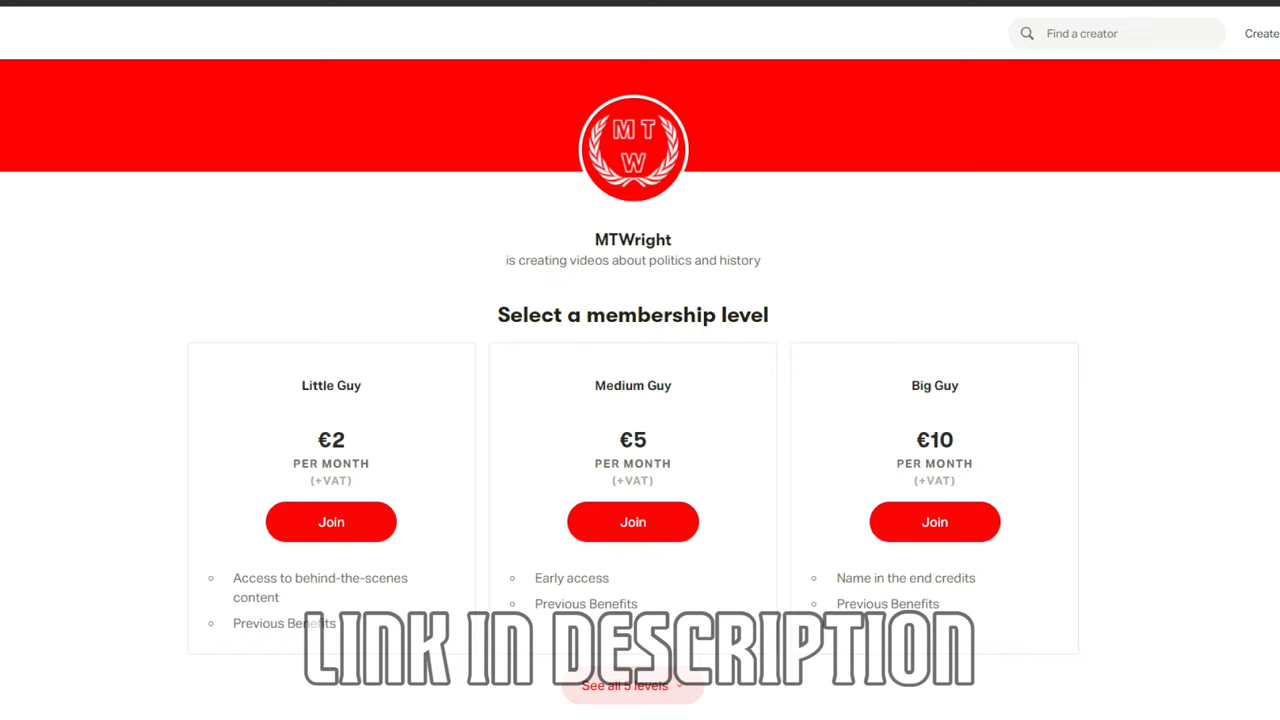 Find a creator
Create
M T
W
MTWright
is creating videos about politics and history
Select a membership level
Little Guy
€2
PER MONTH
(+VAT)
Join
Access to behind-the-scenes
content
Previous Benefits
Medium Guy
€5
PER MONTH
(+VAT)
Join
Early access
Previous Benefits
Big Guy
€10
PER MONTH
(+VAT)
Join
Name in the end credits
Previous Benefits
LINK IN DESCRIPTION
See all 5 levels